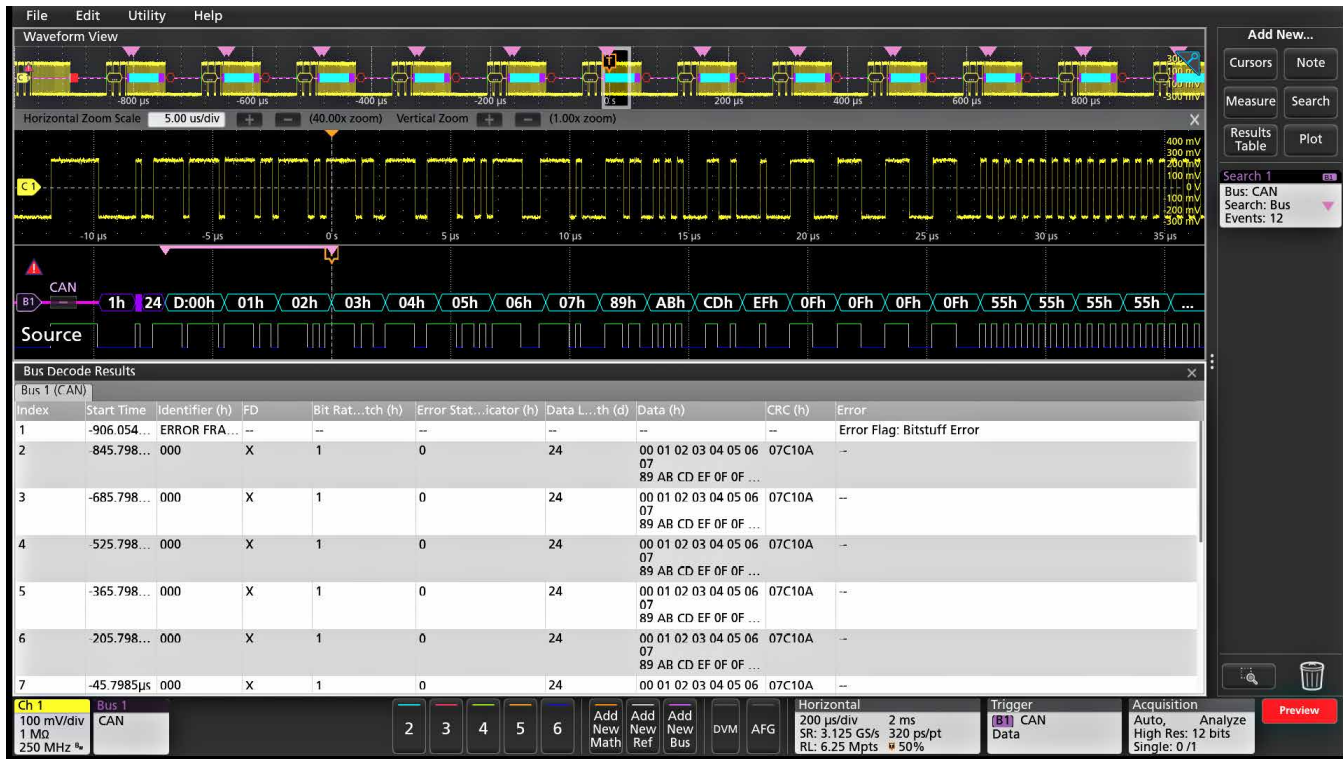 File Edit Utility Help
Waveform View
Add New...
Cursors Note
Measure Search
Results Table Plot
Search 1 B1
Bus: CAN
Search: Bus
Events: 12
-800 µs -600 µs -400 µs -200 µs 0 s 200 µs 400 µs 600 µs 800 µs
Horizontal Zoom Scale 5.00 us/div + - (40.00x zoom) Vertical Zoom + - (1.00x zoom) X
400 mV
300 mV
200 mV
100 mV
C 1 0 V
-100 mV
-200 mV
-300 mV
-10 µs -5 µs 0 s 5 µs 10 µs 15 µs 20 µs 25 µs 30 µs 35 µs
CAN
B1 1h 24 D:00h 01h 02h 03h 04h 05h 06h 07h 89h ABh CDh EFh 0Fh 0Fh 0Fh 0Fh 55h 55h 55h 55h ...
Source
Bus Decode Results
Bus 1 (CAN)
Index Start Time Identifier (h) FD Bit Rat...tch (h) Error Stat...icator (h) Data L...th (d) Data (h) CRC (h) Error
1 -906.054... ERROR FRA... -- -- -- -- -- -- Error Flag: Bitstuff Error
2 -845.798... 000 X 1 0 24 00 01 02 03 04 05 06 07C10A --
07
89 AB CD EF 0F 0F ...
3 -685.798... 000 X 1 0 24 00 01 02 03 04 05 06 07C10A --
07
89 AB CD EF 0F 0F ...
4 -525.798... 000 X 1 0 24 00 01 02 03 04 05 06 07C10A --
07
89 AB CD EF 0F 0F ...
5 -365.798... 000 X 1 0 24 00 01 02 03 04 05 06 07C10A --
07
89 AB CD EF 0F 0F ...
6 -205.798... 000 X 1 0 24 00 01 02 03 04 05 06 07C10A --
07
89 AB CD EF 0F 0F ...
7 -45.7985µs 000 X 1 0 24 00 01 02 03 04 05 06 07C10A --
Ch 1
100 mV/div
1 MΩ
250 MHz
Bus 1
CAN
2 3 4 5 6
Add New Math
Add New Ref
Add New Bus
DVM AFG
Horizontal
200 µs/div 2 ms
SR: 3.125 GS/s 320 ps/pt
RL: 6.25 Mpts 50%
Trigger
B1 CAN
Data
Acquisition
Auto, Analyze
High Res: 12 bits
Single: 0 /1
Preview